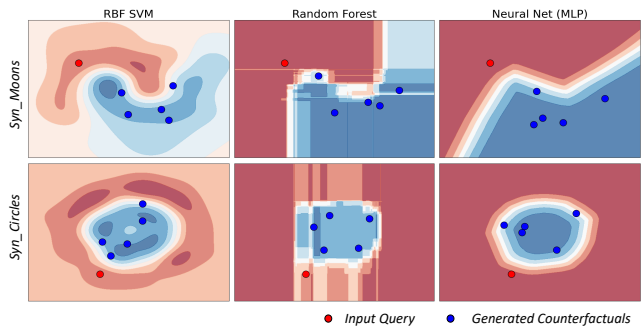 RBF SVM
Random Forest
Neural Net (MLP)
Syn_Moons
Syn_Circles
Input Query
Generated Counterfactuals